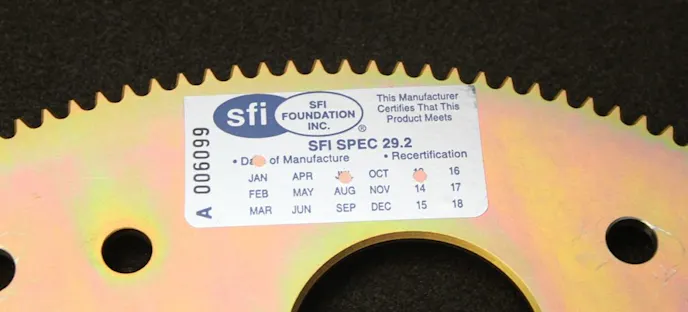 sfi
SFI
FOUNDATION
INC.
®
This Manufacturer
Certifies That This
Product Meets
SFI SPEC 29.2
• of Manufacture • Recertification
JAN APR OCT 16
FEB MAY AUG NOV 14 17
MAR JUN SEP DEC 15 18
A 006099